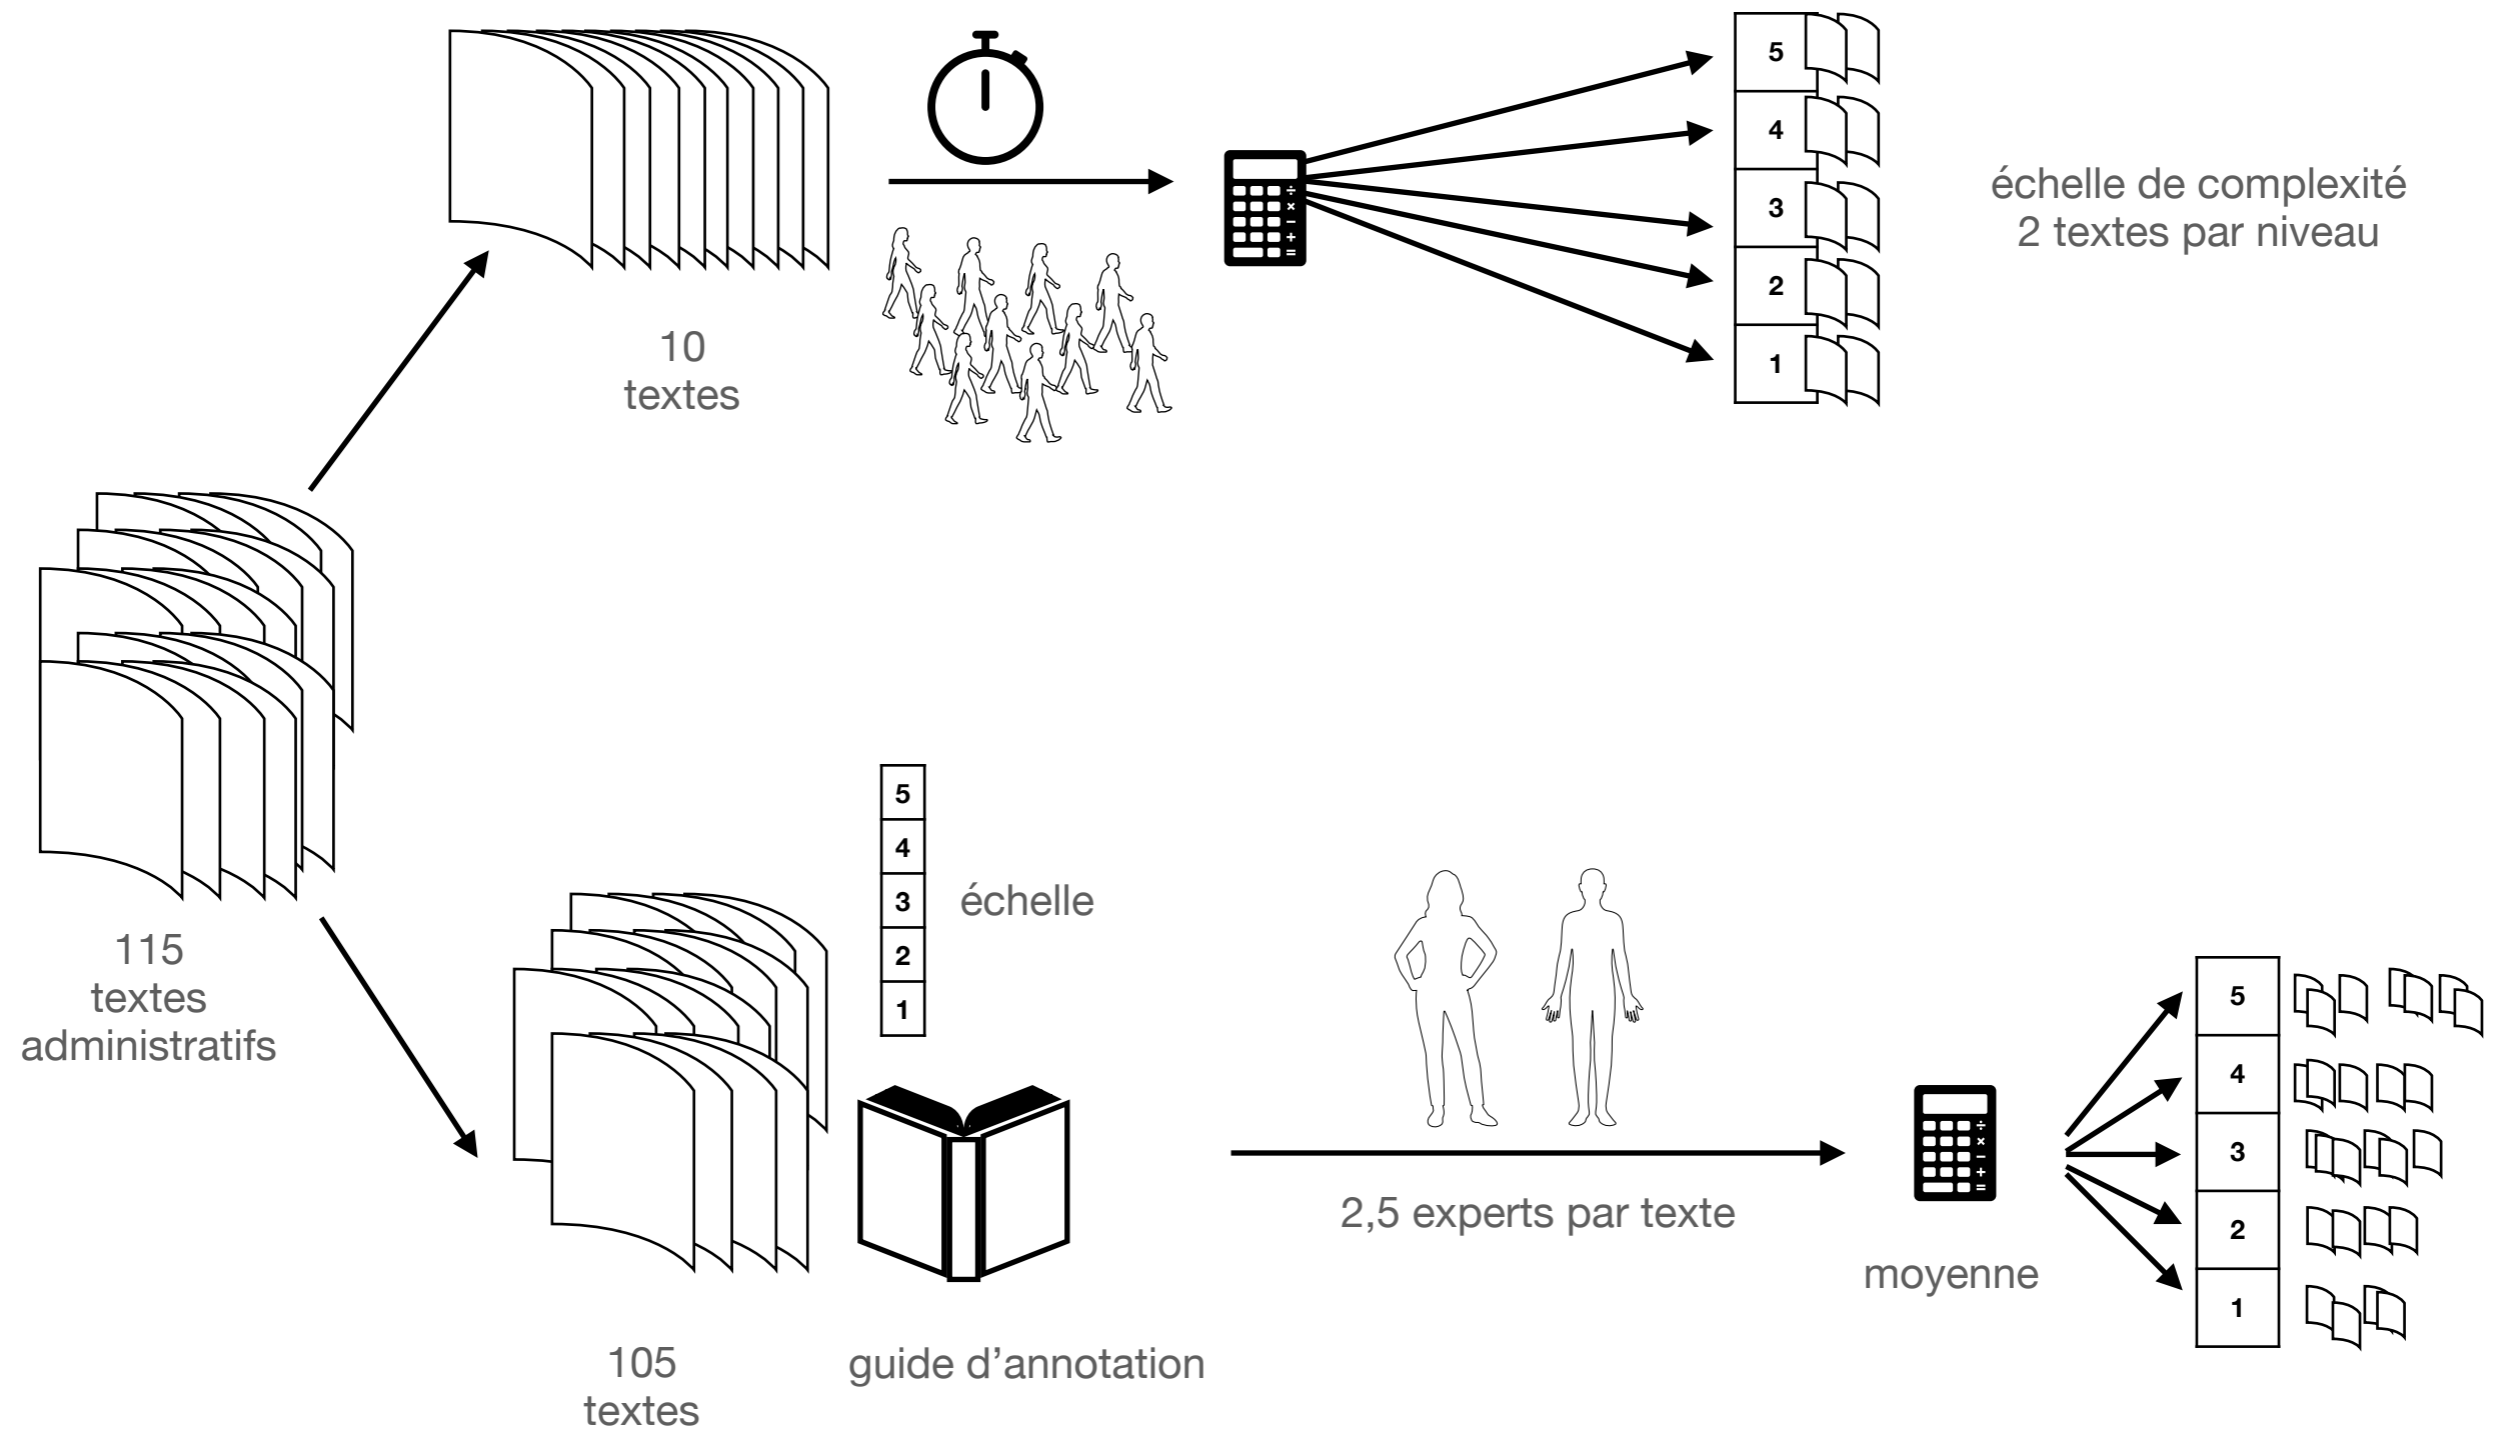 5
4
3
2
1
échelle de complexité
2 textes par niveau
÷
×
−
+
=
10
textes
115
textes
administratifs
5
4
3
2
1
échelle
105
textes
guide d’annotation
2,5 experts par texte
÷
×
−
+
=
moyenne
5
4
3
2
1